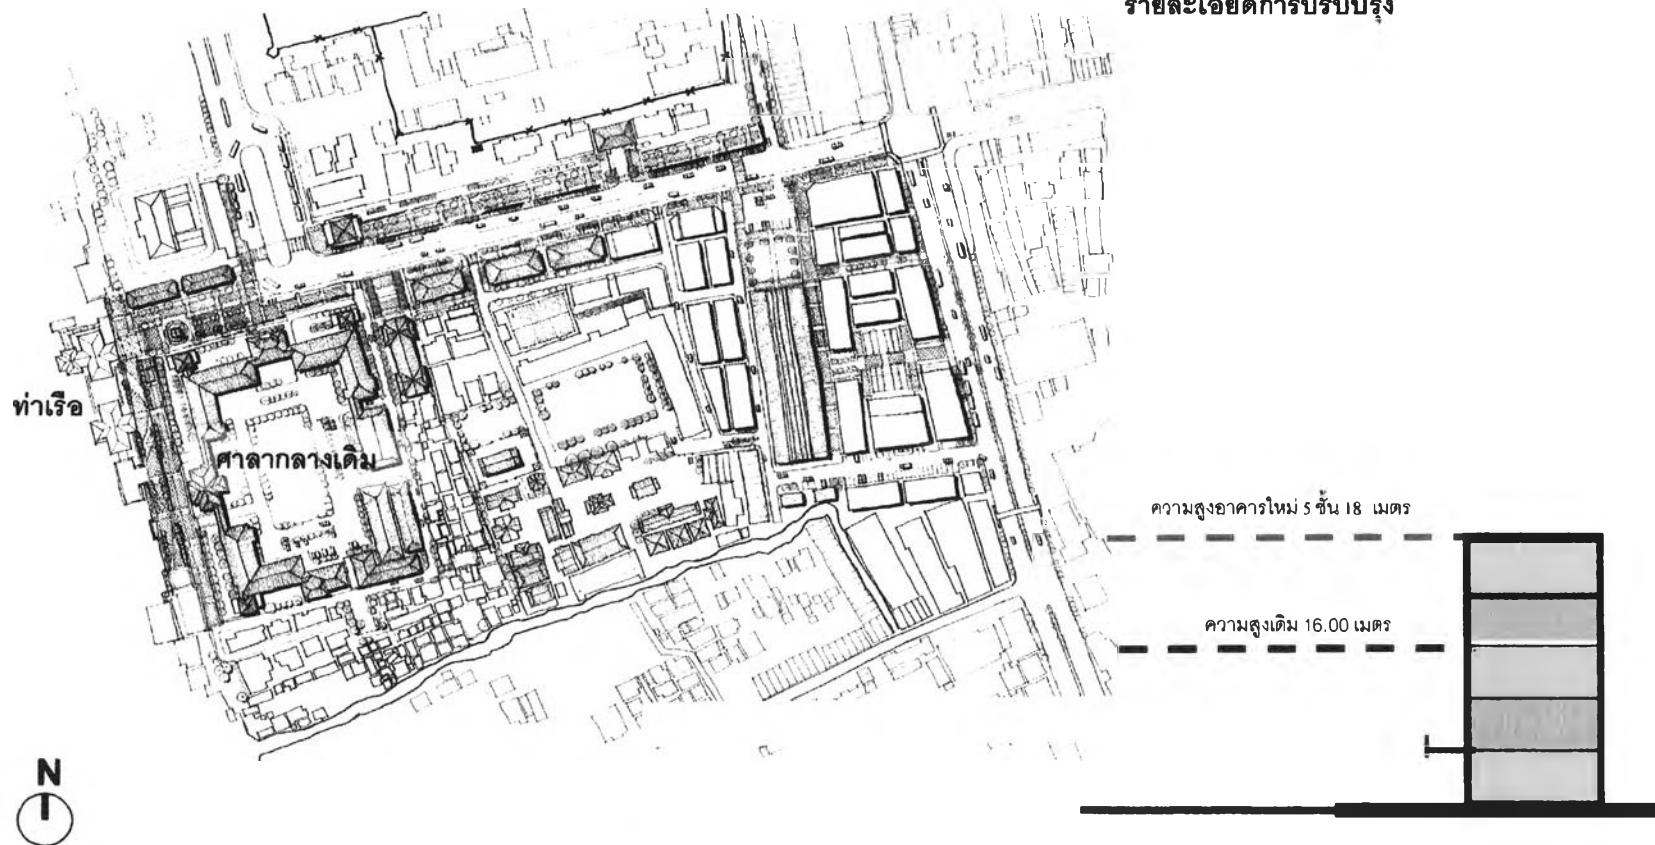 รายละเอียดการปรับปรุง
ท่าเรือ
ศาลากลางเดิม
ความสูงอาคารใหม่ 5 ชั้น 18 เมตร
ความสูงเดิม 16.00 เมตร
N